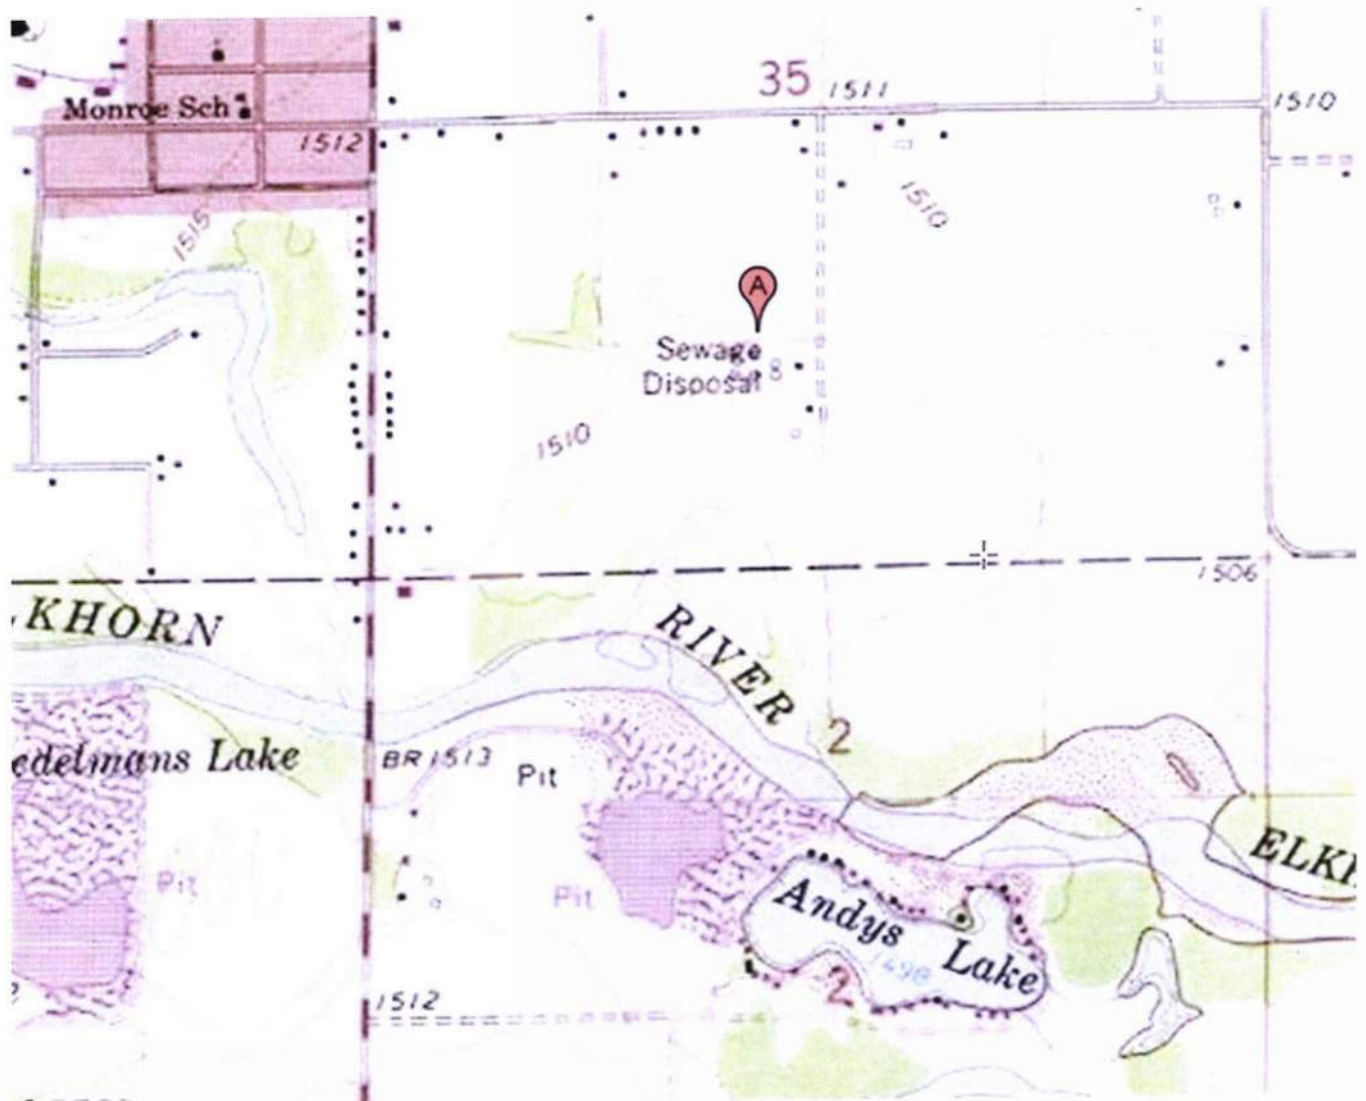 35
1511
1510
Monroe Sch
1512
1510
1515
A
Sewage
Disposal
8
1510
1506
KHORN
RIVER
2
edelmans Lake
BR 1513
Pit
ELKH
Pit
Pit
Andys
Lake
1498
2
1512